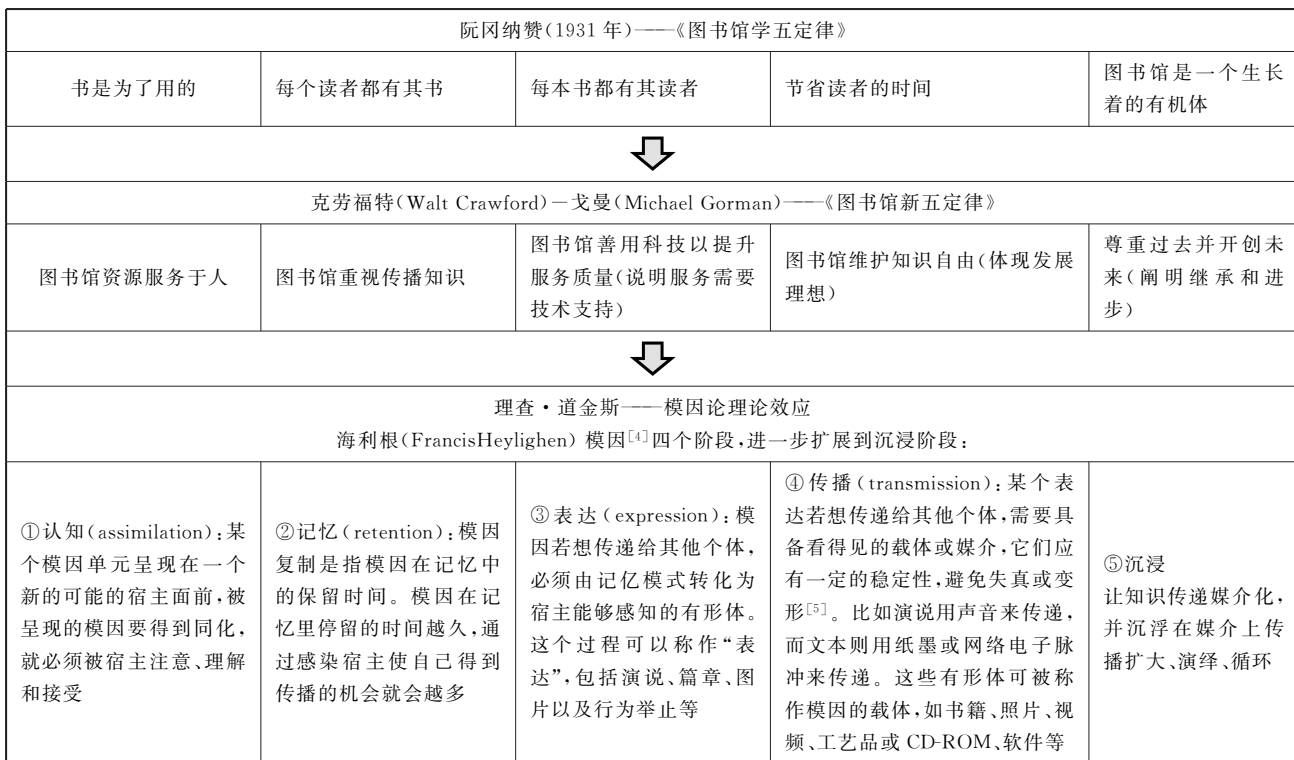 阮冈纳赞(1931 年)——《图书馆学五定律》
书是为了用的
每个读者都有其书
每本书都有其读者
节省读者的时间
图书馆是一个生长
着的有机体
克劳福特(Walt Crawford)－戈曼(Michael Gorman)——《图书馆新五定律》
图书馆资源服务于人
图书馆重视传播知识
图书馆善用科技以提升
服务质量(说明服务需要
技术支持)
图书馆维护知识自由(体现发展
理想)
尊重过去并开创未
来(阐明继承和进
步)
理查·道金斯——模因论理论效应
海利根(FrancisHeylighen) 模因[4]四个阶段,进一步扩展到沉浸阶段:
①认知(assimilation):某
个模因单元呈现在一个
新的可能的宿主面前,被
呈现的模因要得到同化,
就必须被宿主注意、理解
和接受
②记忆(retention):模因
复制是指模因在记忆中
的保留时间。模因在记
忆里停留的时间越久,通
过感染宿主使自己得到
传播的机会就会越多
③表达(expression):模
因若想传递给其他个体,
必须由记忆模式转化为
宿主能够感知的有形体。
这个过程可以称作“表
达”,包括演说、篇章、图
片以及行为举止等
④传播(transmission):某个表
达若想传递给其他个体,需要具
备看得见的载体或媒介,它们应
有一定的稳定性,避免失真或变
形[5]。比如演说用声音来传递,
而文本则用纸墨或网络电子脉
冲来传递。这些有形体可被称
作模因的载体,如书籍、照片、视
频、工艺品或 CD-ROM、软件等
⑤沉浸
让知识传递媒介化,
并沉浮在媒介上传
播扩大、演绎、循环